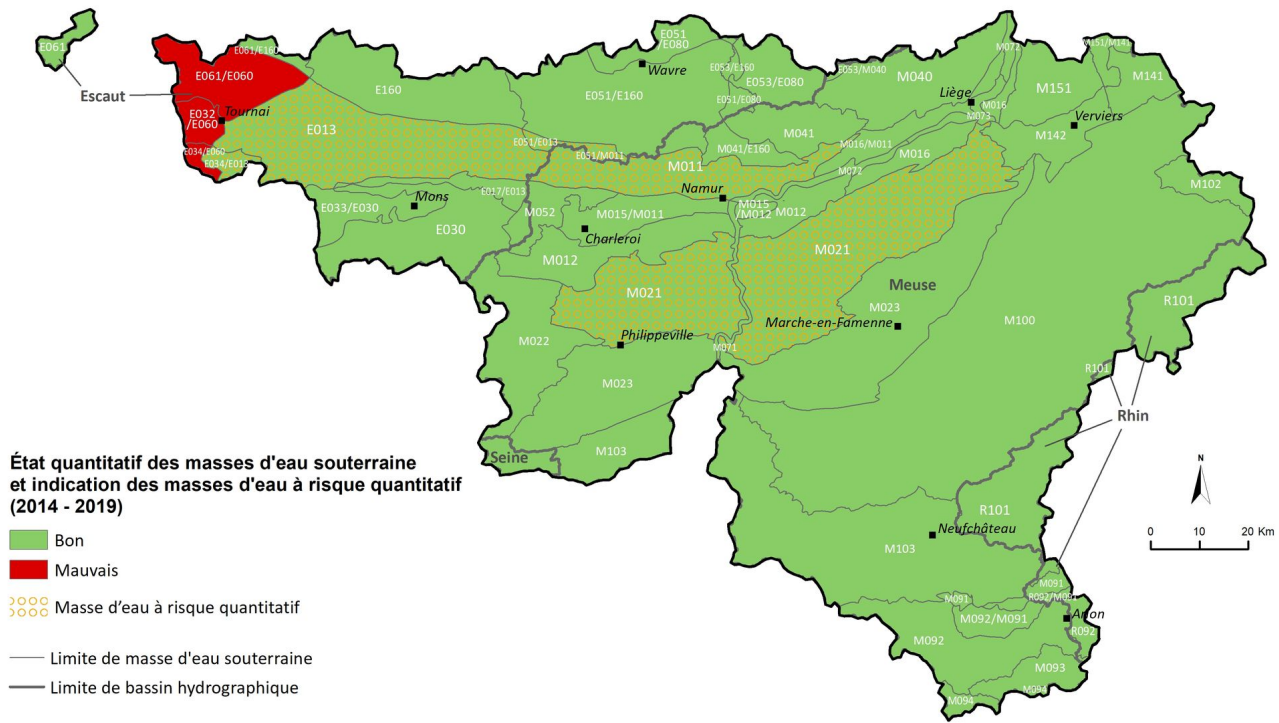 E061
Escaut
E061/E160
E061/E060
Tournai
E032
/E060
E034/E060
E034/E013
E013
E160
E051
/E080
Wavre
E053/E160
E053/E080
E051/E160
E051/E080
E053/M040
M040
M072
M151/M141
M141
M151
Liège
M016
M073
Verviers
M142
M041
M041/E160
M016/M011
M016
E051/E013
E051/M011
M011
M072
M102
Namur
E017/E013
Mons
E033/E030
E030
M052
M015/M011
M015
/M012
M012
Charleroi
M012
M021
M021
Meuse
M023
Marche-en-Famenne
M100
R101
Philippeville
M071
M022
M023
R101
Rhin
M103
Seine
État quantitatif des masses d'eau souterraine
et indication des masses d'eau à risque quantitatif
(2014 - 2019)
Bon
Mauvais
Masse d'eau à risque quantitatif
Limite de masse d'eau souterraine
Limite de bassin hydrographique
N
0 10 20 Km
R101
Neufchâteau
M103
M091
R092/M091
M091
M092/M091
Arlon
R092
M092
M093
M094